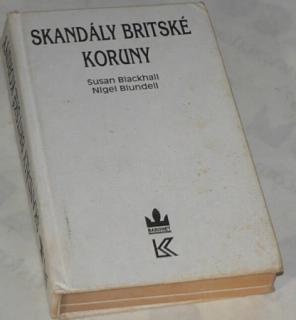 SKANDÁLY BRITSKÉ
KORUNY
Susan Blackhall
Nigel Blundell
BARONET